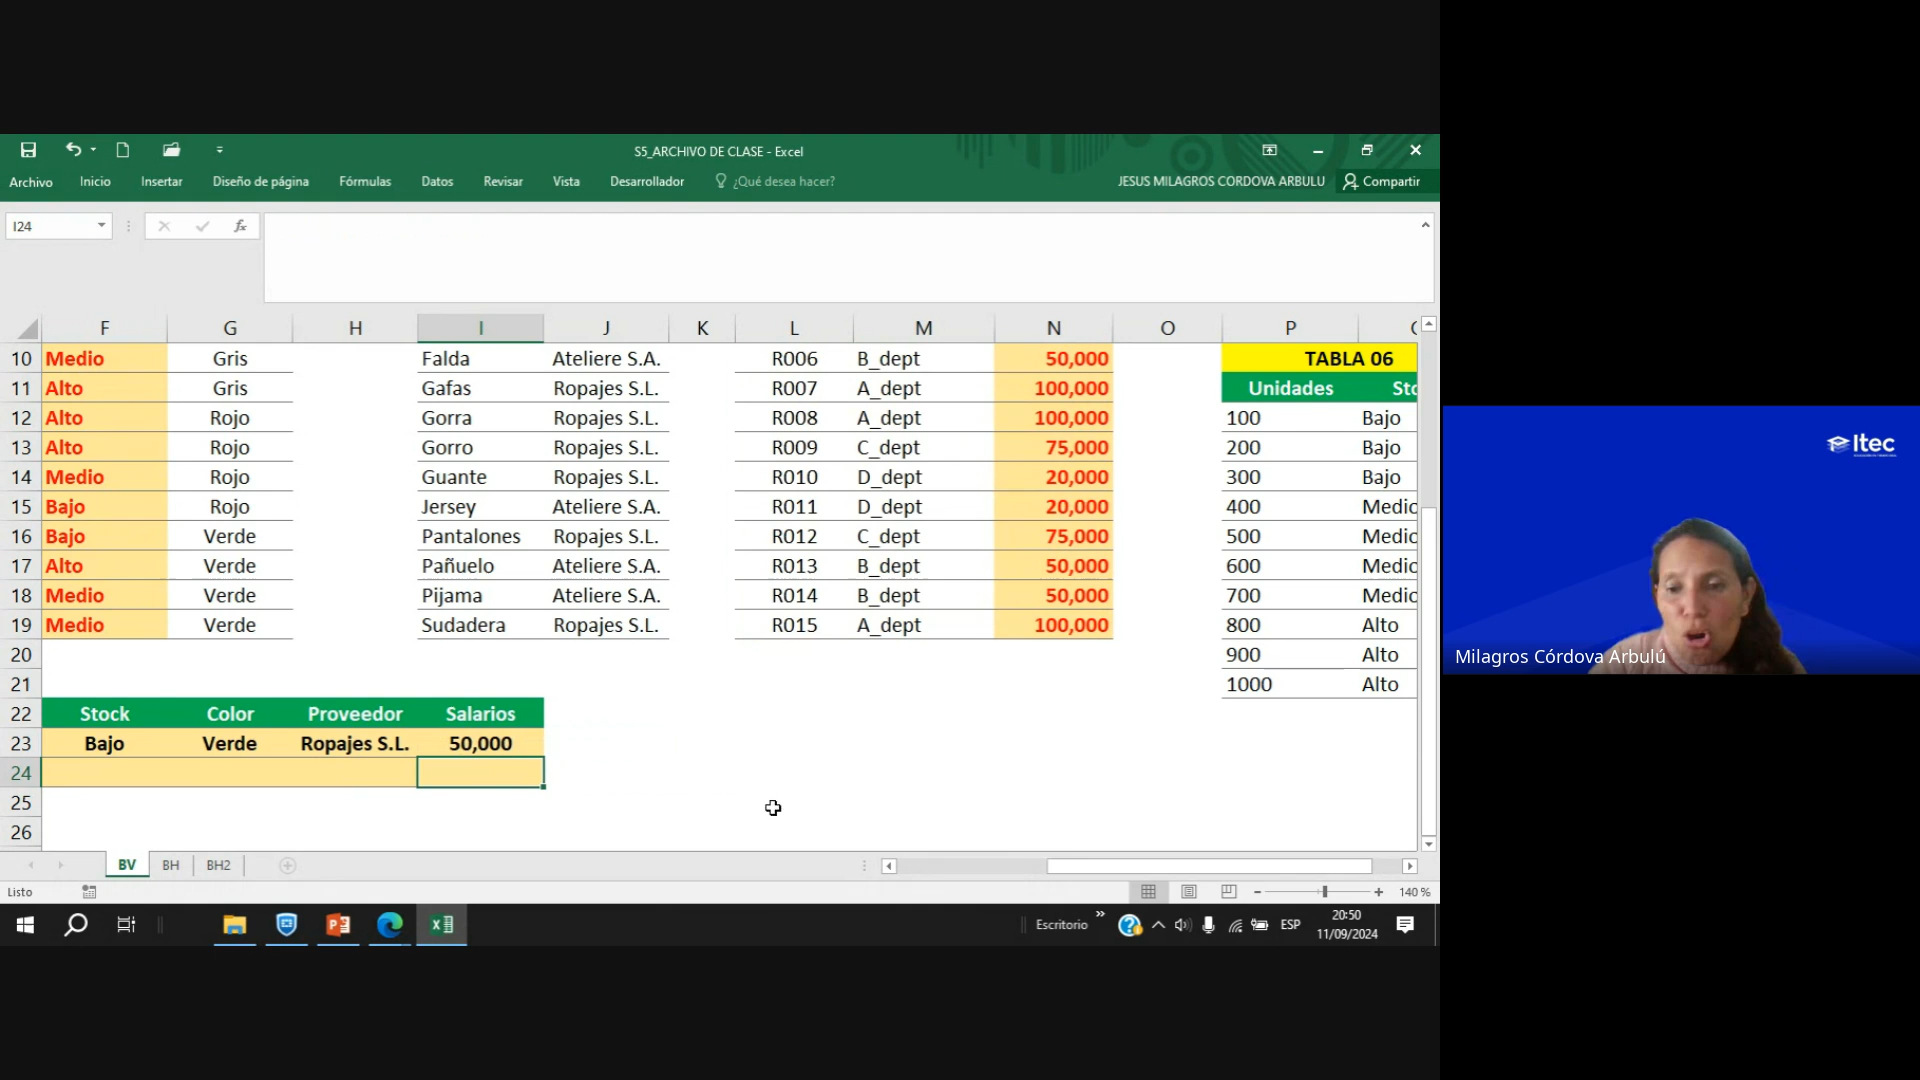 S5_ARCHIVO DE CLASE - Excel
Archivo Inicio Insertar Diseño de página Fórmulas Datos Revisar Vista Desarrollador ¿Qué desea hacer? JESUS MILAGROS CORDOVA ARBULU Compartir
I24 fx
F G H I J K L M N O P
10 Medio Gris Falda Ateliere S.A. R006 B_dept 50,000 TABLA 06
11 Alto Gris Gafas Ropajes S.L. R007 A_dept 100,000 Unidades
12 Alto Rojo Gorra Ropajes S.L. R008 A_dept 100,000 100 Bajo
13 Alto Rojo Gorro Ropajes S.L. R009 C_dept 75,000 200 Bajo
14 Medio Rojo Guante Ropajes S.L. R010 D_dept 20,000 300 Bajo
15 Bajo Rojo Jersey Ateliere S.A. R011 D_dept 20,000 400 Medio
16 Bajo Verde Pantalones Ropajes S.L. R012 C_dept 75,000 500 Medio
17 Alto Verde Pañuelo Ateliere S.A. R013 B_dept 50,000 600 Medio
18 Medio Verde Pijama Ateliere S.A. R014 B_dept 50,000 700 Medio
19 Medio Verde Sudadera Ropajes S.L. R015 A_dept 100,000 800 Alto
20 900 Alto
21 1000 Alto
22 Stock Color Proveedor Salarios
23 Bajo Verde Ropajes S.L. 50,000
24
25
26
BV BH BH2
Listo 140 %
Escritorio ESP 20:50
11/09/2024
Itec
Milagros Córdova Arbulú